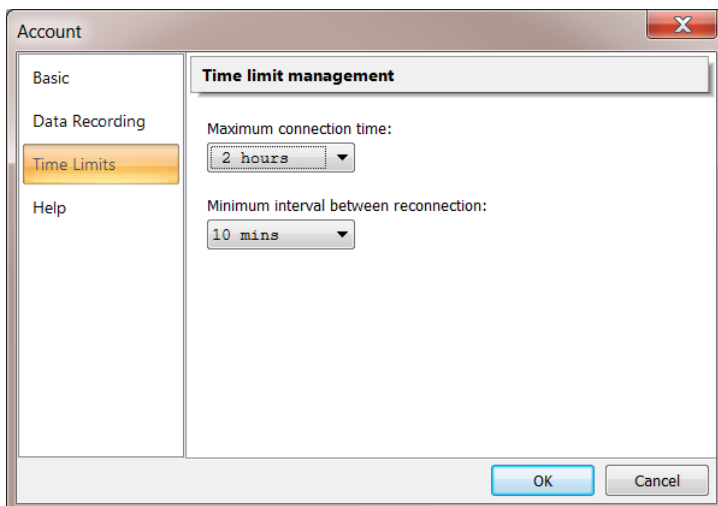 Account
Basic
Data Recording
Time Limits
Help
Time limit management
Maximum connection time:
2 hours
Minimum interval between reconnection:
10 mins
OK
Cancel